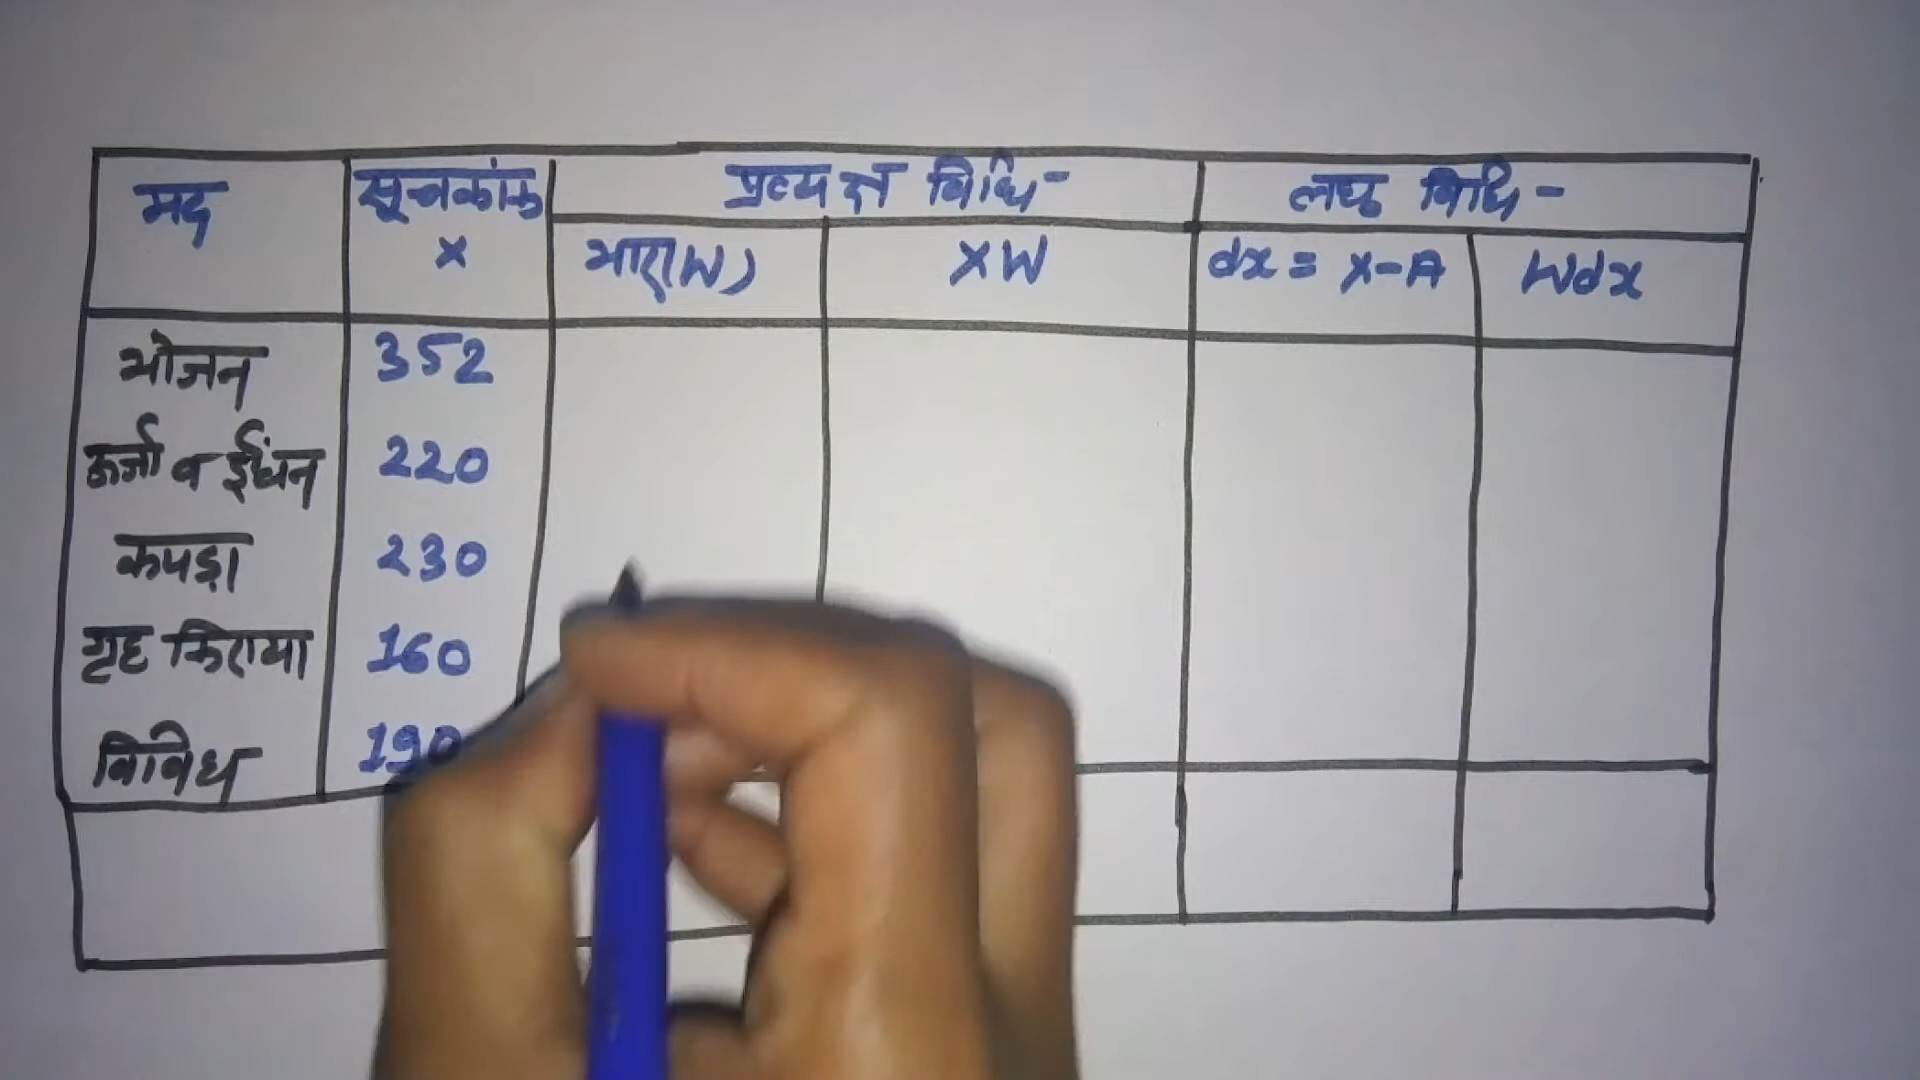 मद सूचकांक प्रत्यक्ष विधि- लघु विधि-
X भार(W) XW dx = X-A Wdx
भोजन 352
ऊर्जा व ईंधन 220
कपड़ा 230
गृह किराया 160
विविध 190